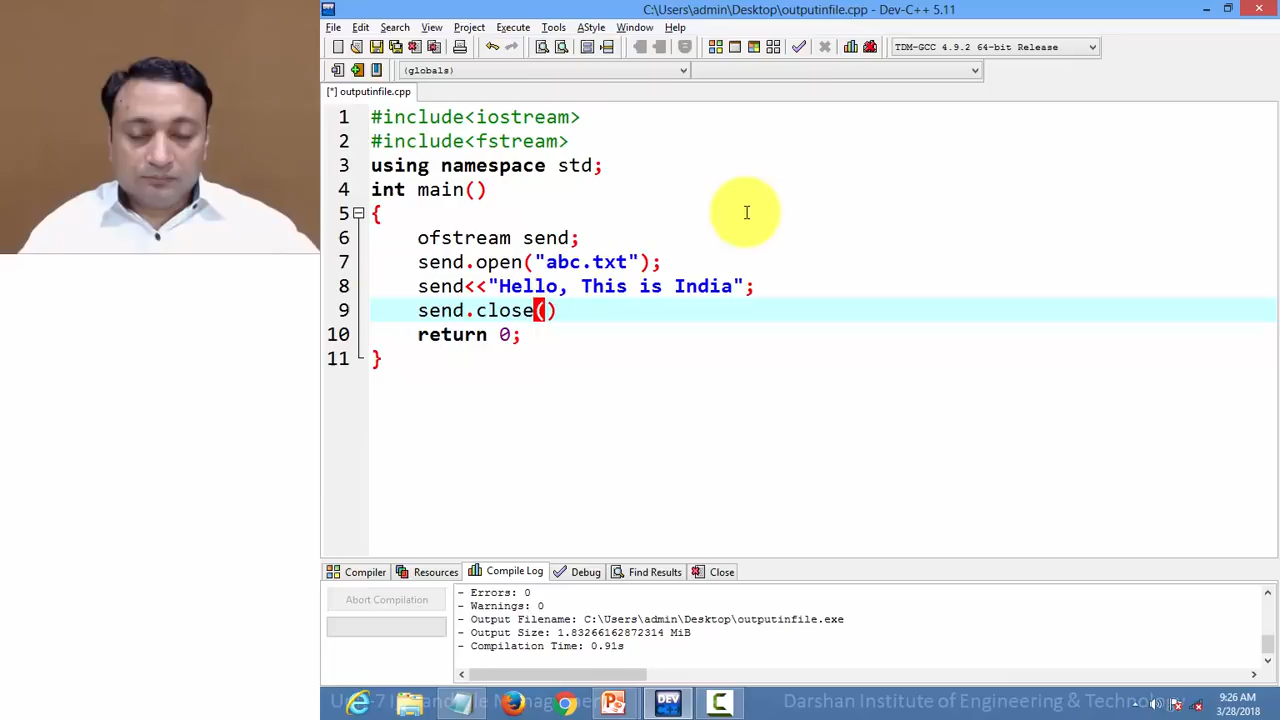 C:\Users\admin\Desktop\outputinfile.cpp - Dev-C++ 5.11
File Edit Search View Project Execute Tools AStyle Window Help
TDM-GCC 4.9.2 64-bit Release
(globals)
[*] outputinfile.cpp
1 #include<iostream>
2 #include<fstream>
3 using namespace std;
4 int main()
5 {
6 ofstream send;
7 send.open("abc.txt");
8 send<<"Hello, This is India";
9 send.close()
10 return 0;
11 }
Compiler Resources Compile Log Debug Find Results Close
Abort Compilation
- Errors: 0
- Warnings: 0
- Output Filename: C:\Users\admin\Desktop\outputinfile.exe
- Output Size: 1.83266162872314 MiB
- Compilation Time: 0.91s
DEV
Darshan Institute of Engineering &
9:26 AM
3/28/2018